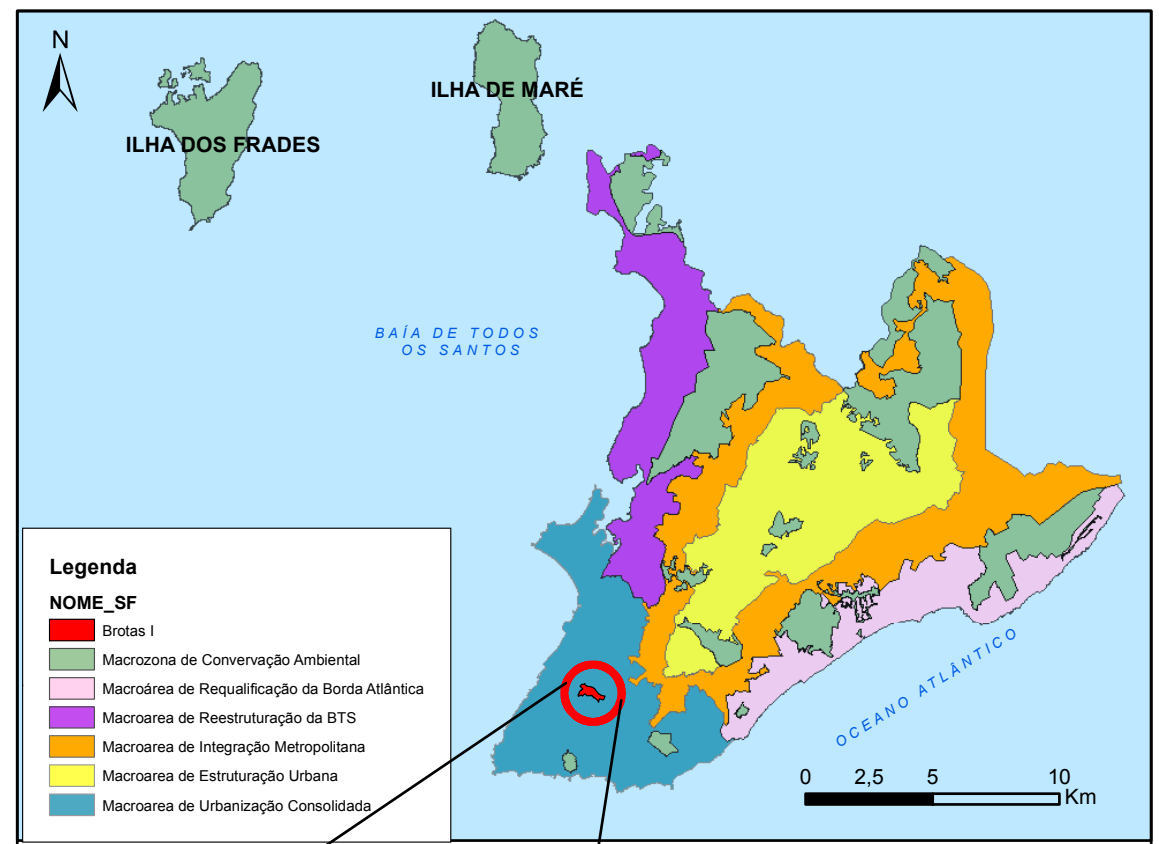 N
ILHA DE MARÉ
ILHA DOS FRADES
BAÍA DE TODOS
OS SANTOS
OCEANO ATLÂNTICO
Legenda
NOME_SF
Brotas I
Macrozona de Convervação Ambiental
Macroárea de Requalificação da Borda Atlântica
Macroarea de Reestruturação da BTS
Macroarea de Integração Metropolitana
Macroarea de Estruturação Urbana
Macroarea de Urbanização Consolidada
0 2,5 5 10
Km